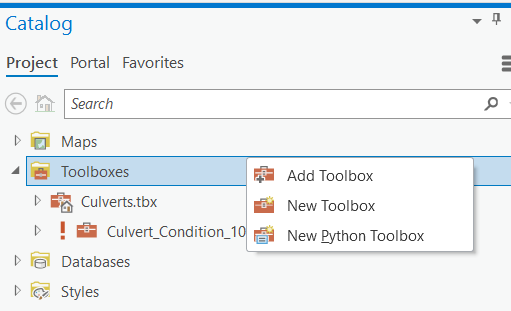 Catalog
Project Portal Favorites
Search
Maps
Toolboxes
Add Toolbox
Culverts.tbx
New Toolbox
Culvert_Condition_10
New Python Toolbox
Databases
Styles